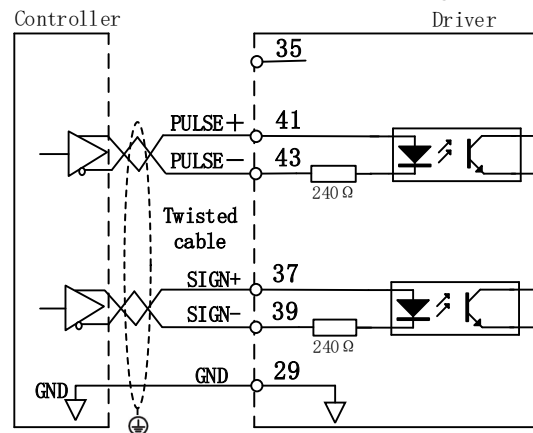 Controller
Driver
35
PULSE+
41
PULSE-
43
240Ω
Twisted
cable
SIGN+
37
SIGN-
39
240Ω
GND
GND
29